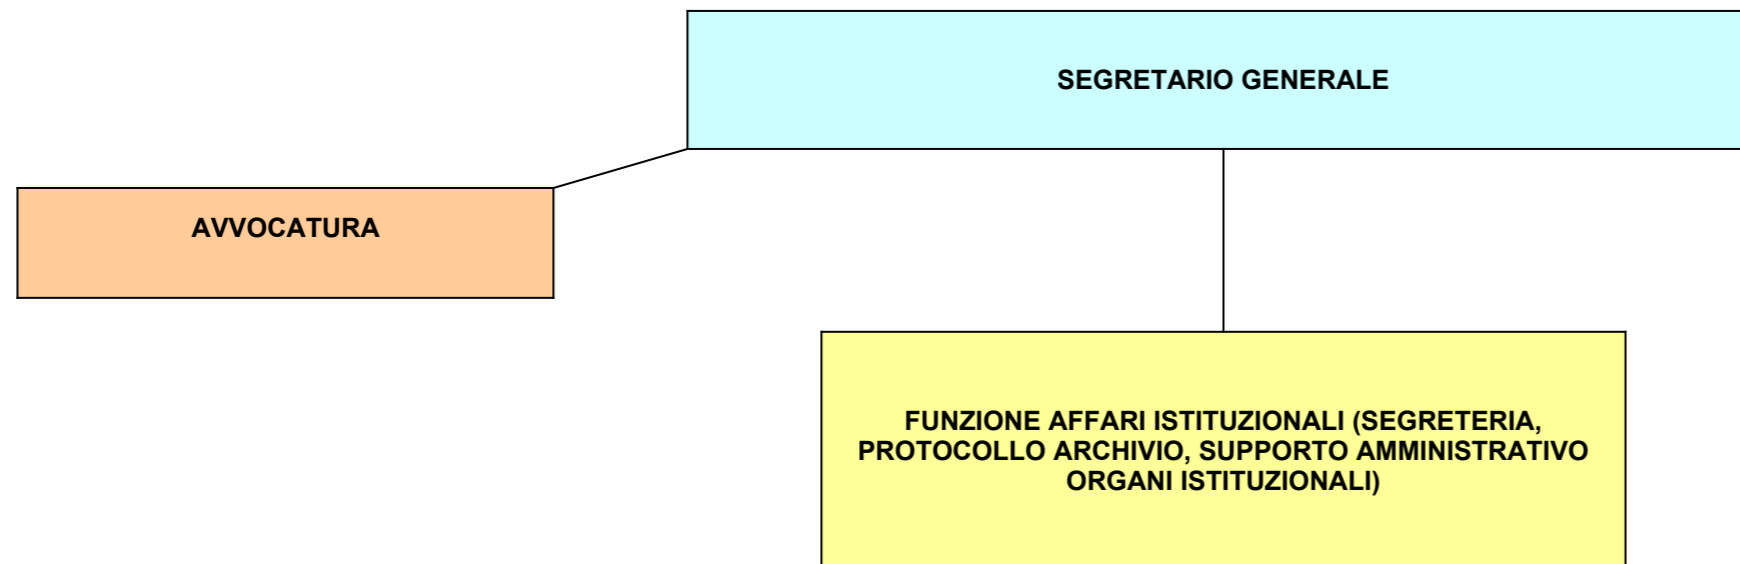 SEGRETARIO GENERALE
AVVOCATURA
FUNZIONE AFFARI ISTITUZIONALI (SEGRETERIA,
PROTOCOLLO ARCHIVIO, SUPPORTO AMMINISTRATIVO
ORGANI ISTITUZIONALI)